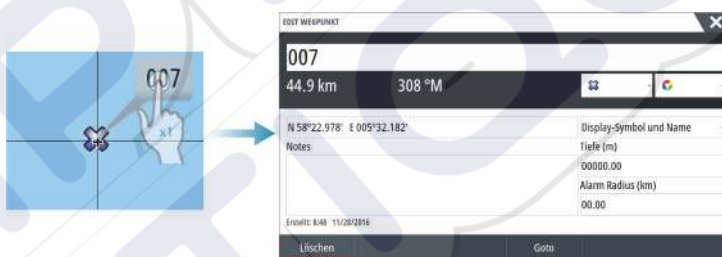 007
x1
EDIT WEGPUNKT
X
007
44.9 km 308 °M
N 58°22.978' E 005°32.182' Display-Symbol und Name
Notes Tiefe (m)
00000.00
Alarm Radius (km)
00.00
Erstellt: 8:48 11/28/2016
Löschen Goto